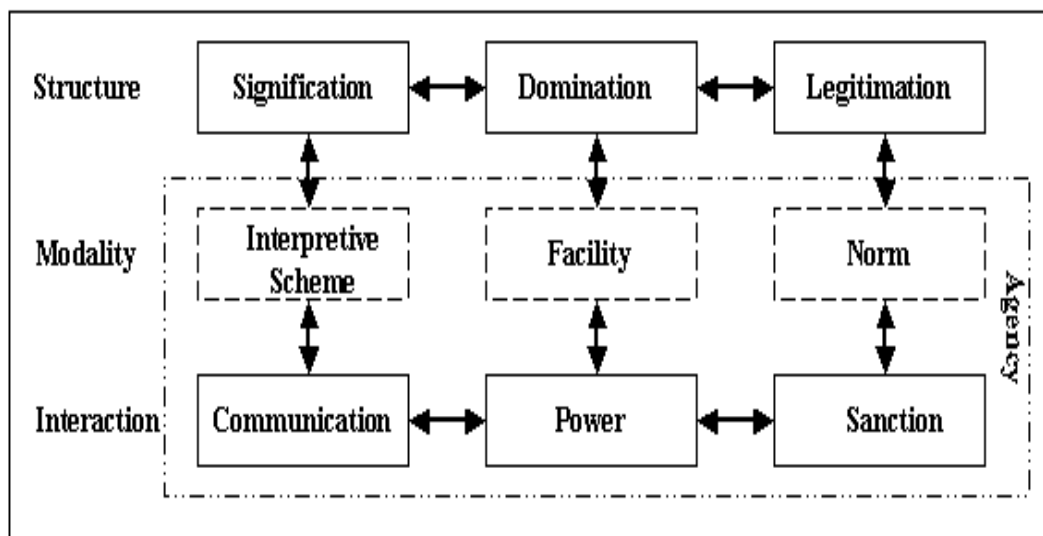 Structure
Signification
Domination
Legitimation
Modality
Interpretive
Scheme
Facility
Norm
Agency
Interaction
Communication
Power
Sanction